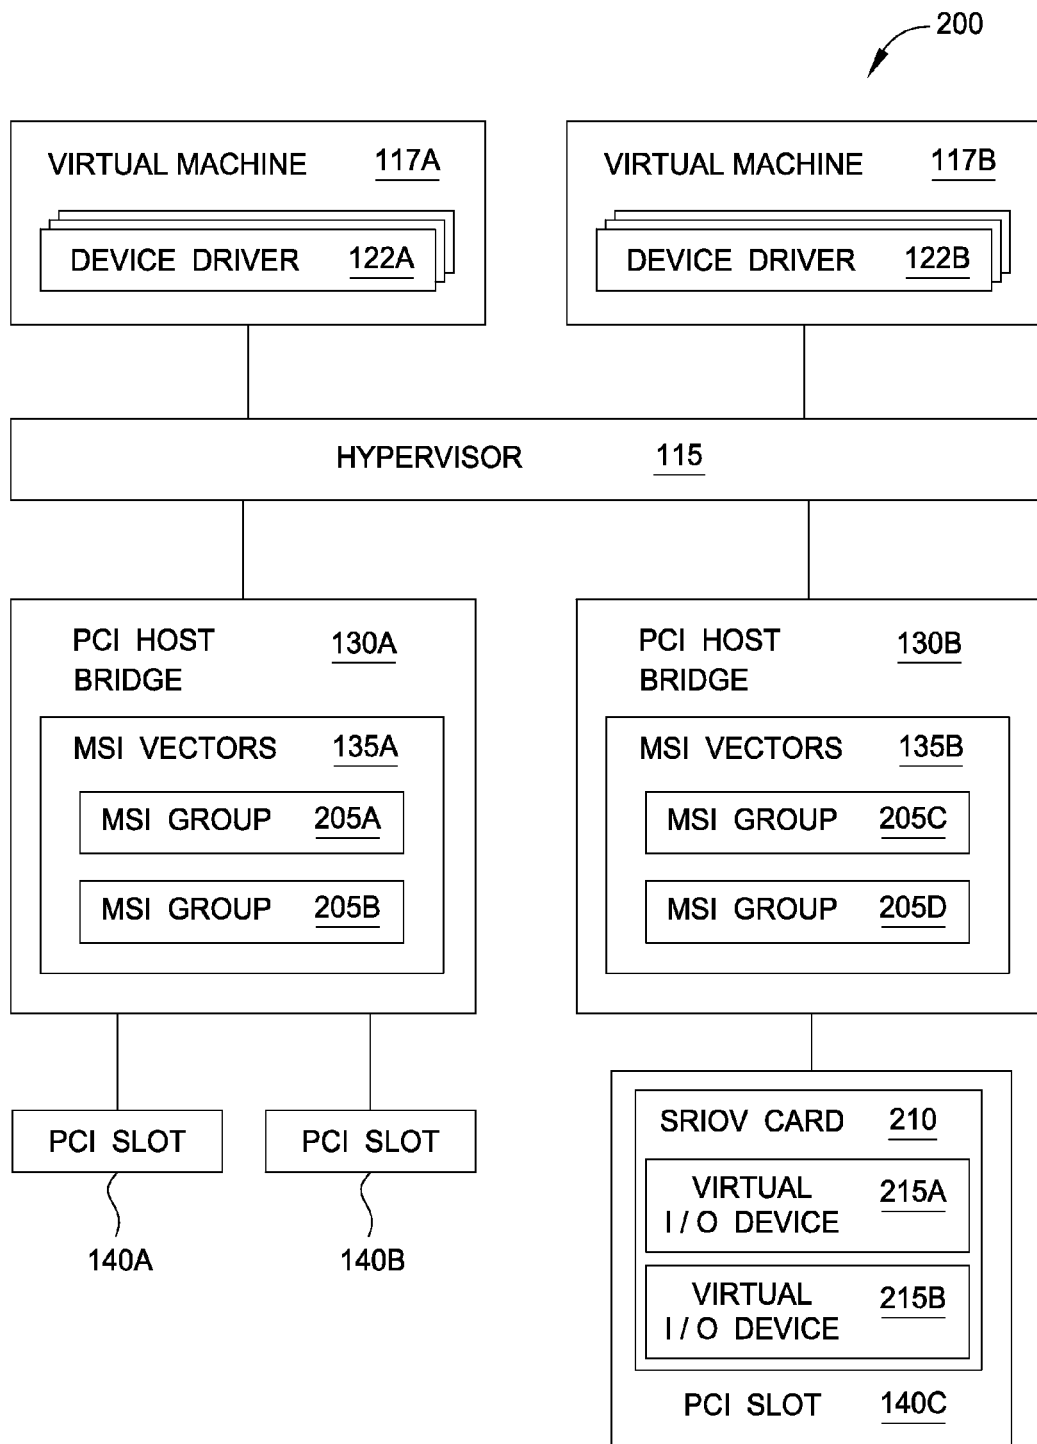 200
VIRTUAL MACHINE 117A
DEVICE DRIVER 122A
VIRTUAL MACHINE 117B
DEVICE DRIVER 122B
HYPERVISOR 115
PCI HOST BRIDGE 130A
MSI VECTORS 135A
MSI GROUP 205A
MSI GROUP 205B
PCI HOST BRIDGE 130B
MSI VECTORS 135B
MSI GROUP 205C
MSI GROUP 205D
PCI SLOT
140A
PCI SLOT
140B
SRIOV CARD 210
VIRTUAL
I / O DEVICE 215A
VIRTUAL
I / O DEVICE 215B
PCI SLOT 140C